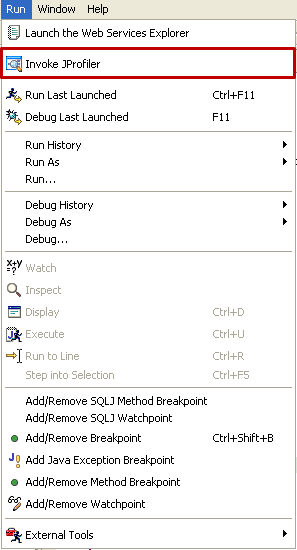 Run Window Help
Launch the Web Services Explorer
Invoke JProfiler
Run Last Launched Ctrl+F11
Debug Last Launched F11
Run History
Run As
Run...
Debug History
Debug As
Debug...
Watch
Inspect
Display Ctrl+D
Execute Ctrl+U
Run to Line Ctrl+R
Step into Selection Ctrl+F5
Add/Remove SQLJ Method Breakpoint
Add/Remove SQLJ Watchpoint
Add/Remove Breakpoint Ctrl+Shift+B
Add Java Exception Breakpoint
Add/Remove Method Breakpoint
Add/Remove Watchpoint
External Tools